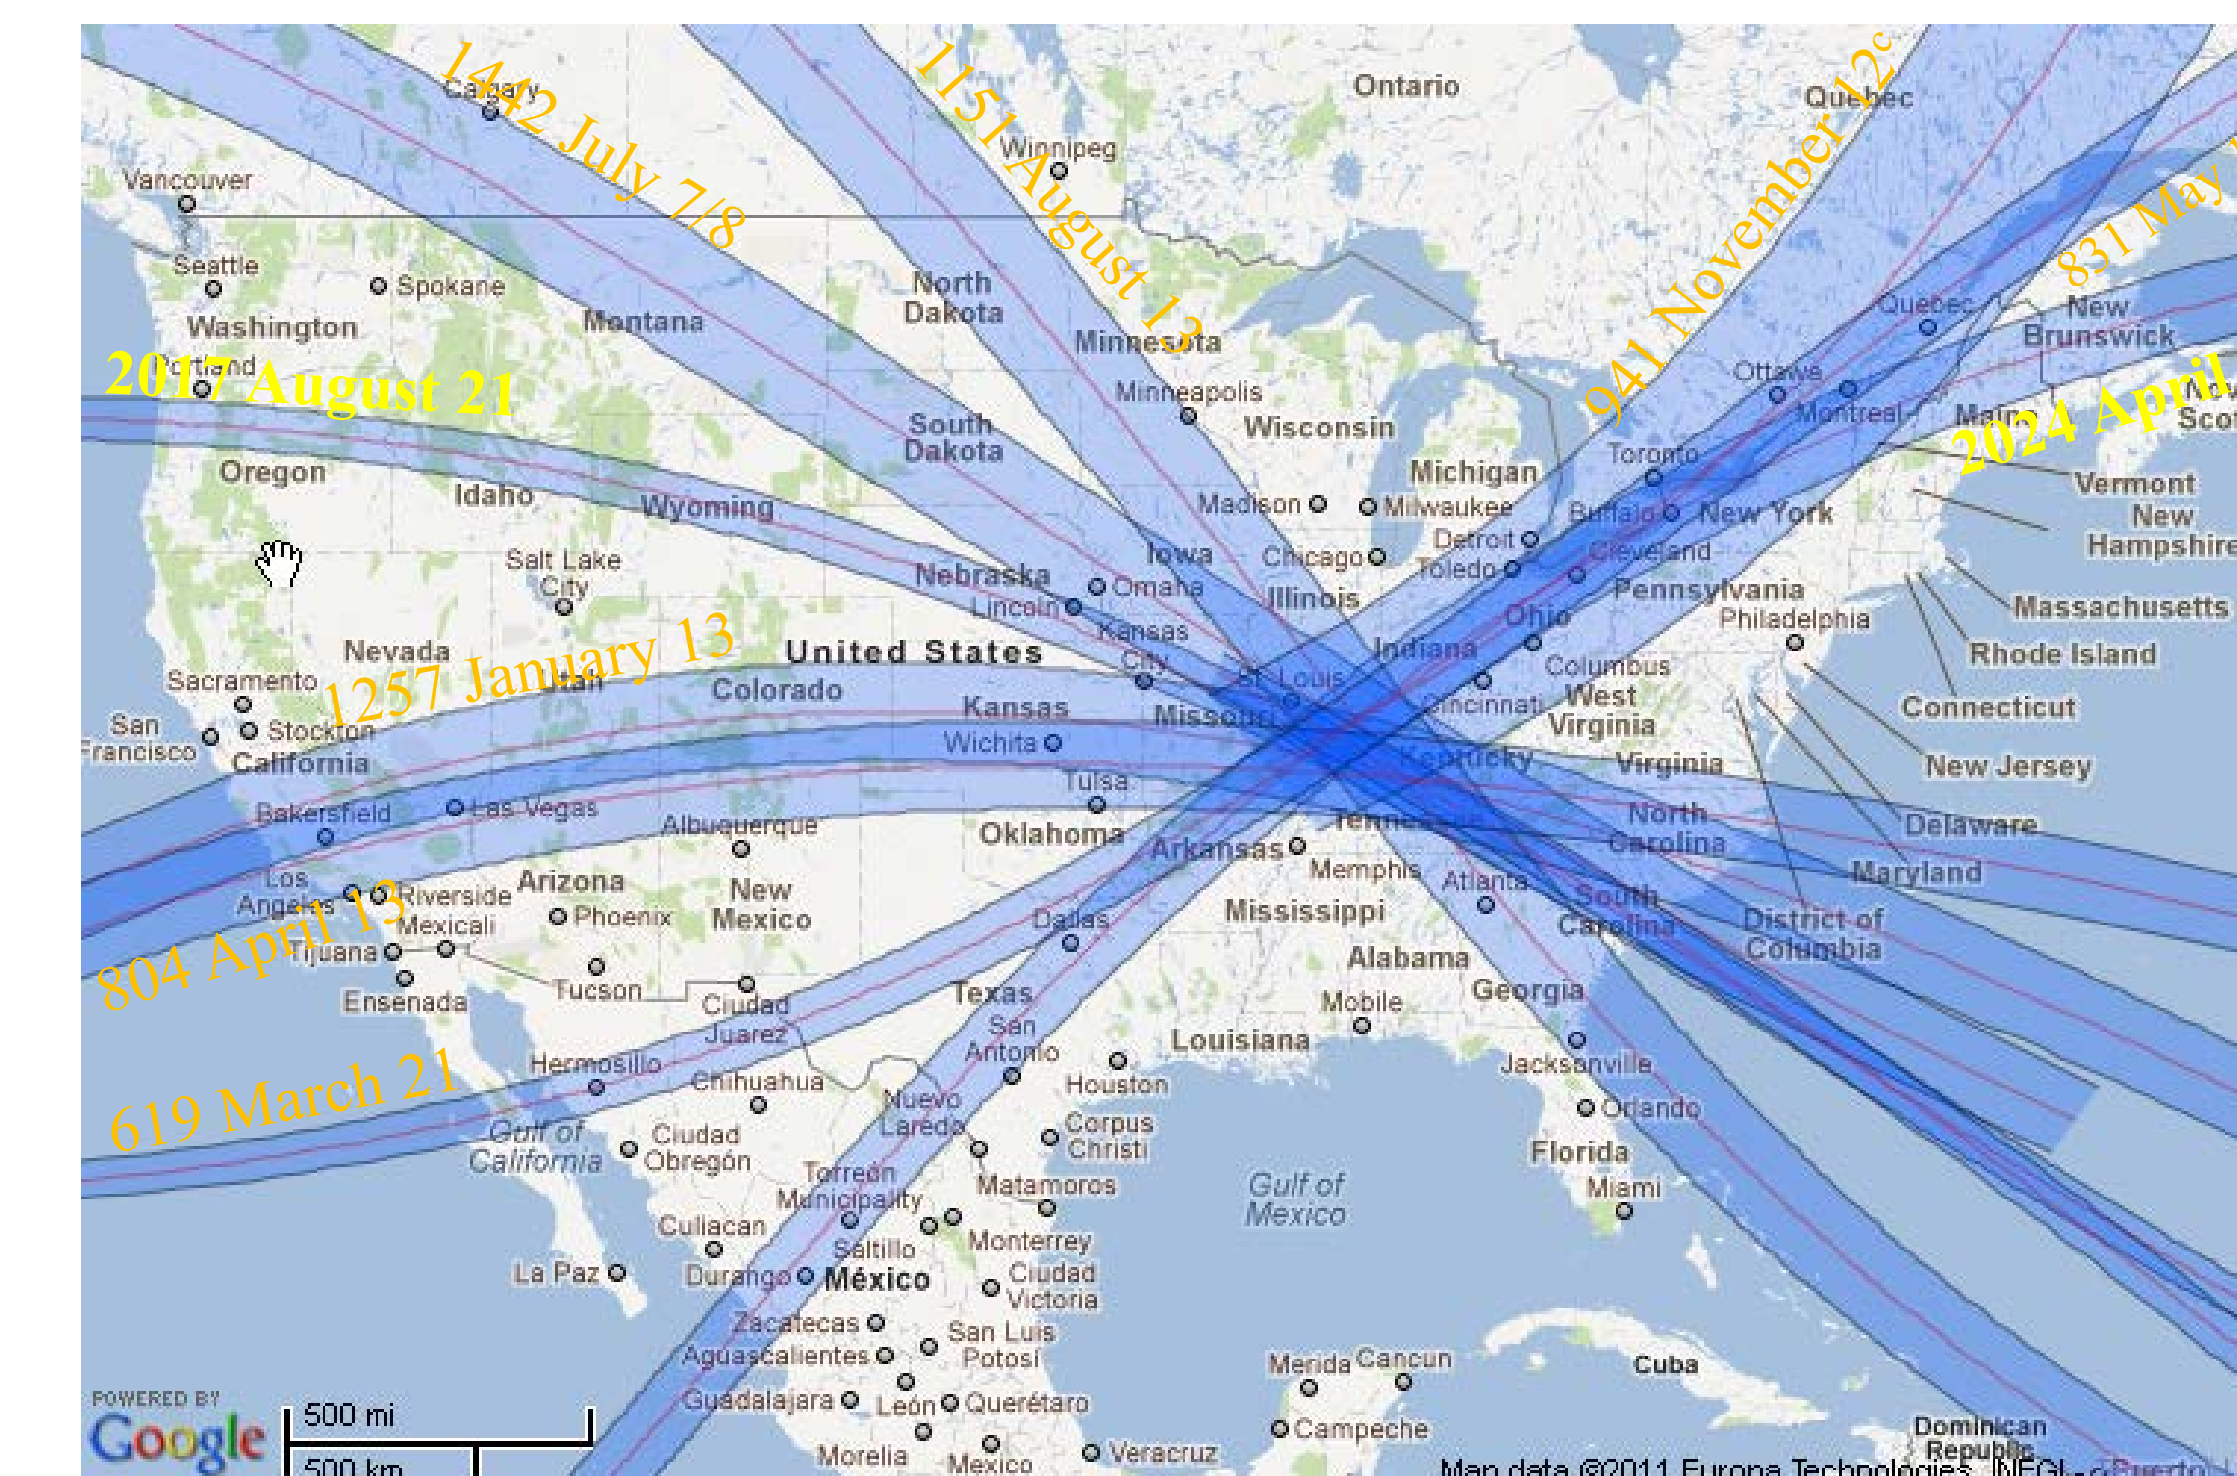 1442 July 7/8
1151 August 13
941 November 12c
831 May
2017 August 21
2024 April
1257 January 13
804 April 13
619 March 21
Calgary
Winnipeg
Ontario
Quebec
Vancouver
Seattle
Spokane
Washington
Portland
Montana
North
Dakota
Minnesota
Minneapolis
Wisconsin
South
Dakota
Oregon
Idaho
Wyoming
Michigan
Madison
Milwaukee
Detroit
Toledo
Chicago
Iowa
Illinois
Toronto
Buffalo
New York
Ottawa
Montreal
Quebec
New
Brunswick
Maine
Vermont
New
Hampshire
Massachusetts
Rhode Island
Connecticut
New Jersey
Delaware
Maryland
District of
Columbia
Cleveland
Pennsylvania
Philadelphia
Ohio
Columbus
Indiana
Cincinnati
West
Virginia
Virginia
Kentucky
North
Carolina
South
Carolina
Salt Lake
City
Nevada
Utah
Sacramento
Stockton
San
Francisco
California
Bakersfield
Las Vegas
Los
Angeles
Riverside
Mexicali
Tijuana
Ensenada
Arizona
Phoenix
Tucson
Albuquerque
New
Mexico
Ciudad
Juarez
United States
Colorado
Nebraska
Omaha
Lincoln
Kansas
City
Kansas
Wichita
Missouri
St. Louis
Tulsa
Oklahoma
Arkansas
Tennessee
Memphis
Mississippi
Alabama
Atlanta
Georgia
Mobile
Louisiana
Jacksonville
Orlando
Florida
Miami
Dallas
Texas
San
Antonio
Houston
Corpus
Christi
Hermosillo
Chihuahua
Nuevo
Laredo
Gulf of
California
Ciudad
Obregón
Torreón
Municipality
Matamoros
Culiacan
Saltillo
Monterrey
La Paz
Durango
México
Ciudad
Victoria
Zacatecas
San Luis
Potosí
Aguascalientes
Guadalajara
León
Querétaro
Morelia
Mexico
Veracruz
Gulf of
Mexico
Merida
Cancun
Campeche
Cuba
Dominican
Republic
POWERED BY
Google
500 mi
500 km
Map data ©2011 Europa Technologies, INEGI